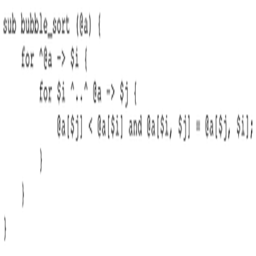 sub bubble_sort (@a) {
    for ^@a -> $i {
        for $i ^..^ @a -> $j {
            @a[$j] < @a[$i] and @a[$i, $j] = @a[$j, $i];
        }
    }
}